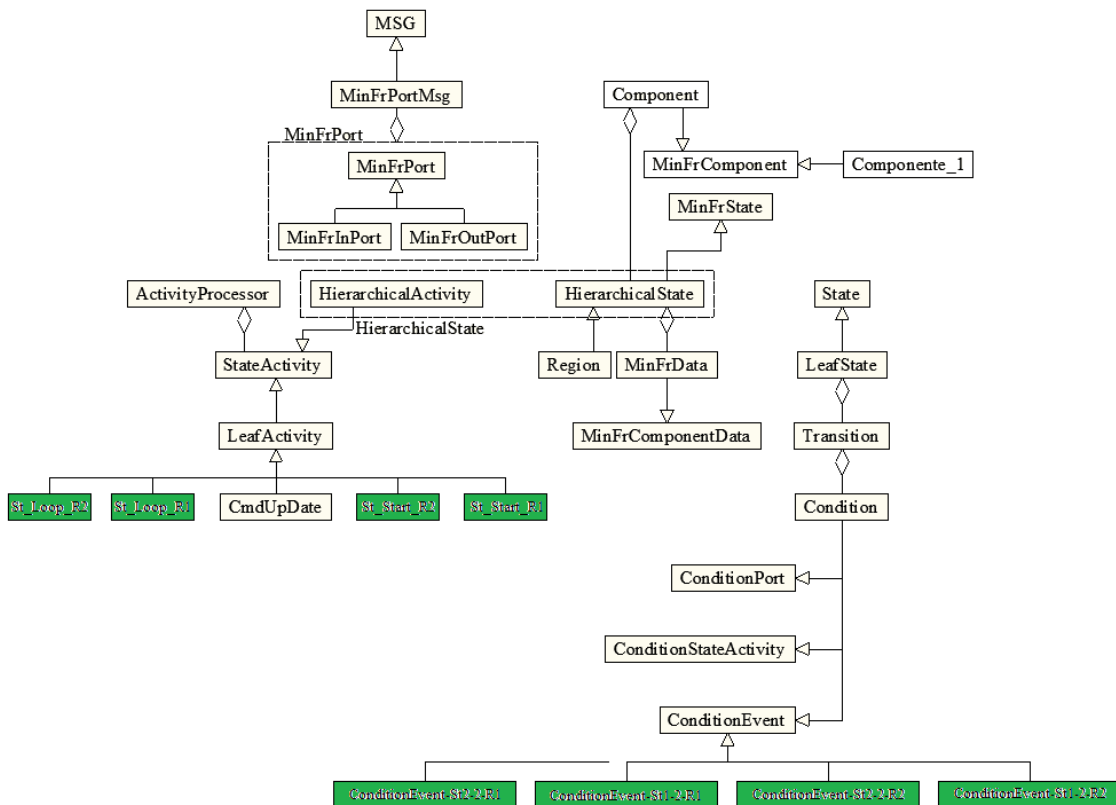 MSG
MinFrPortMsg
Component
MinFrPort
MinFrPort
MinFrComponent
Componente_1
MinFrState
MinFrInPort
MinFrOutPort
ActivityProcessor
HierarchicalActivity
HierarchicalState
State
HierarchicalState
StateActivity
Region
MinFrData
LeafState
LeafActivity
MinFrComponentData
Transition
St_Loop_R2
St_Loop_R1
CmdUpDate
St_Start_R2
St_Start_R1
Condition
ConditionPort
ConditionStateActivity
ConditionEvent
ConditionEvent-St2-2-R1
ConditionEvent-St1-2-R1
ConditionEvent-St2-2-R2
ConditionEvent-St1-2-R2